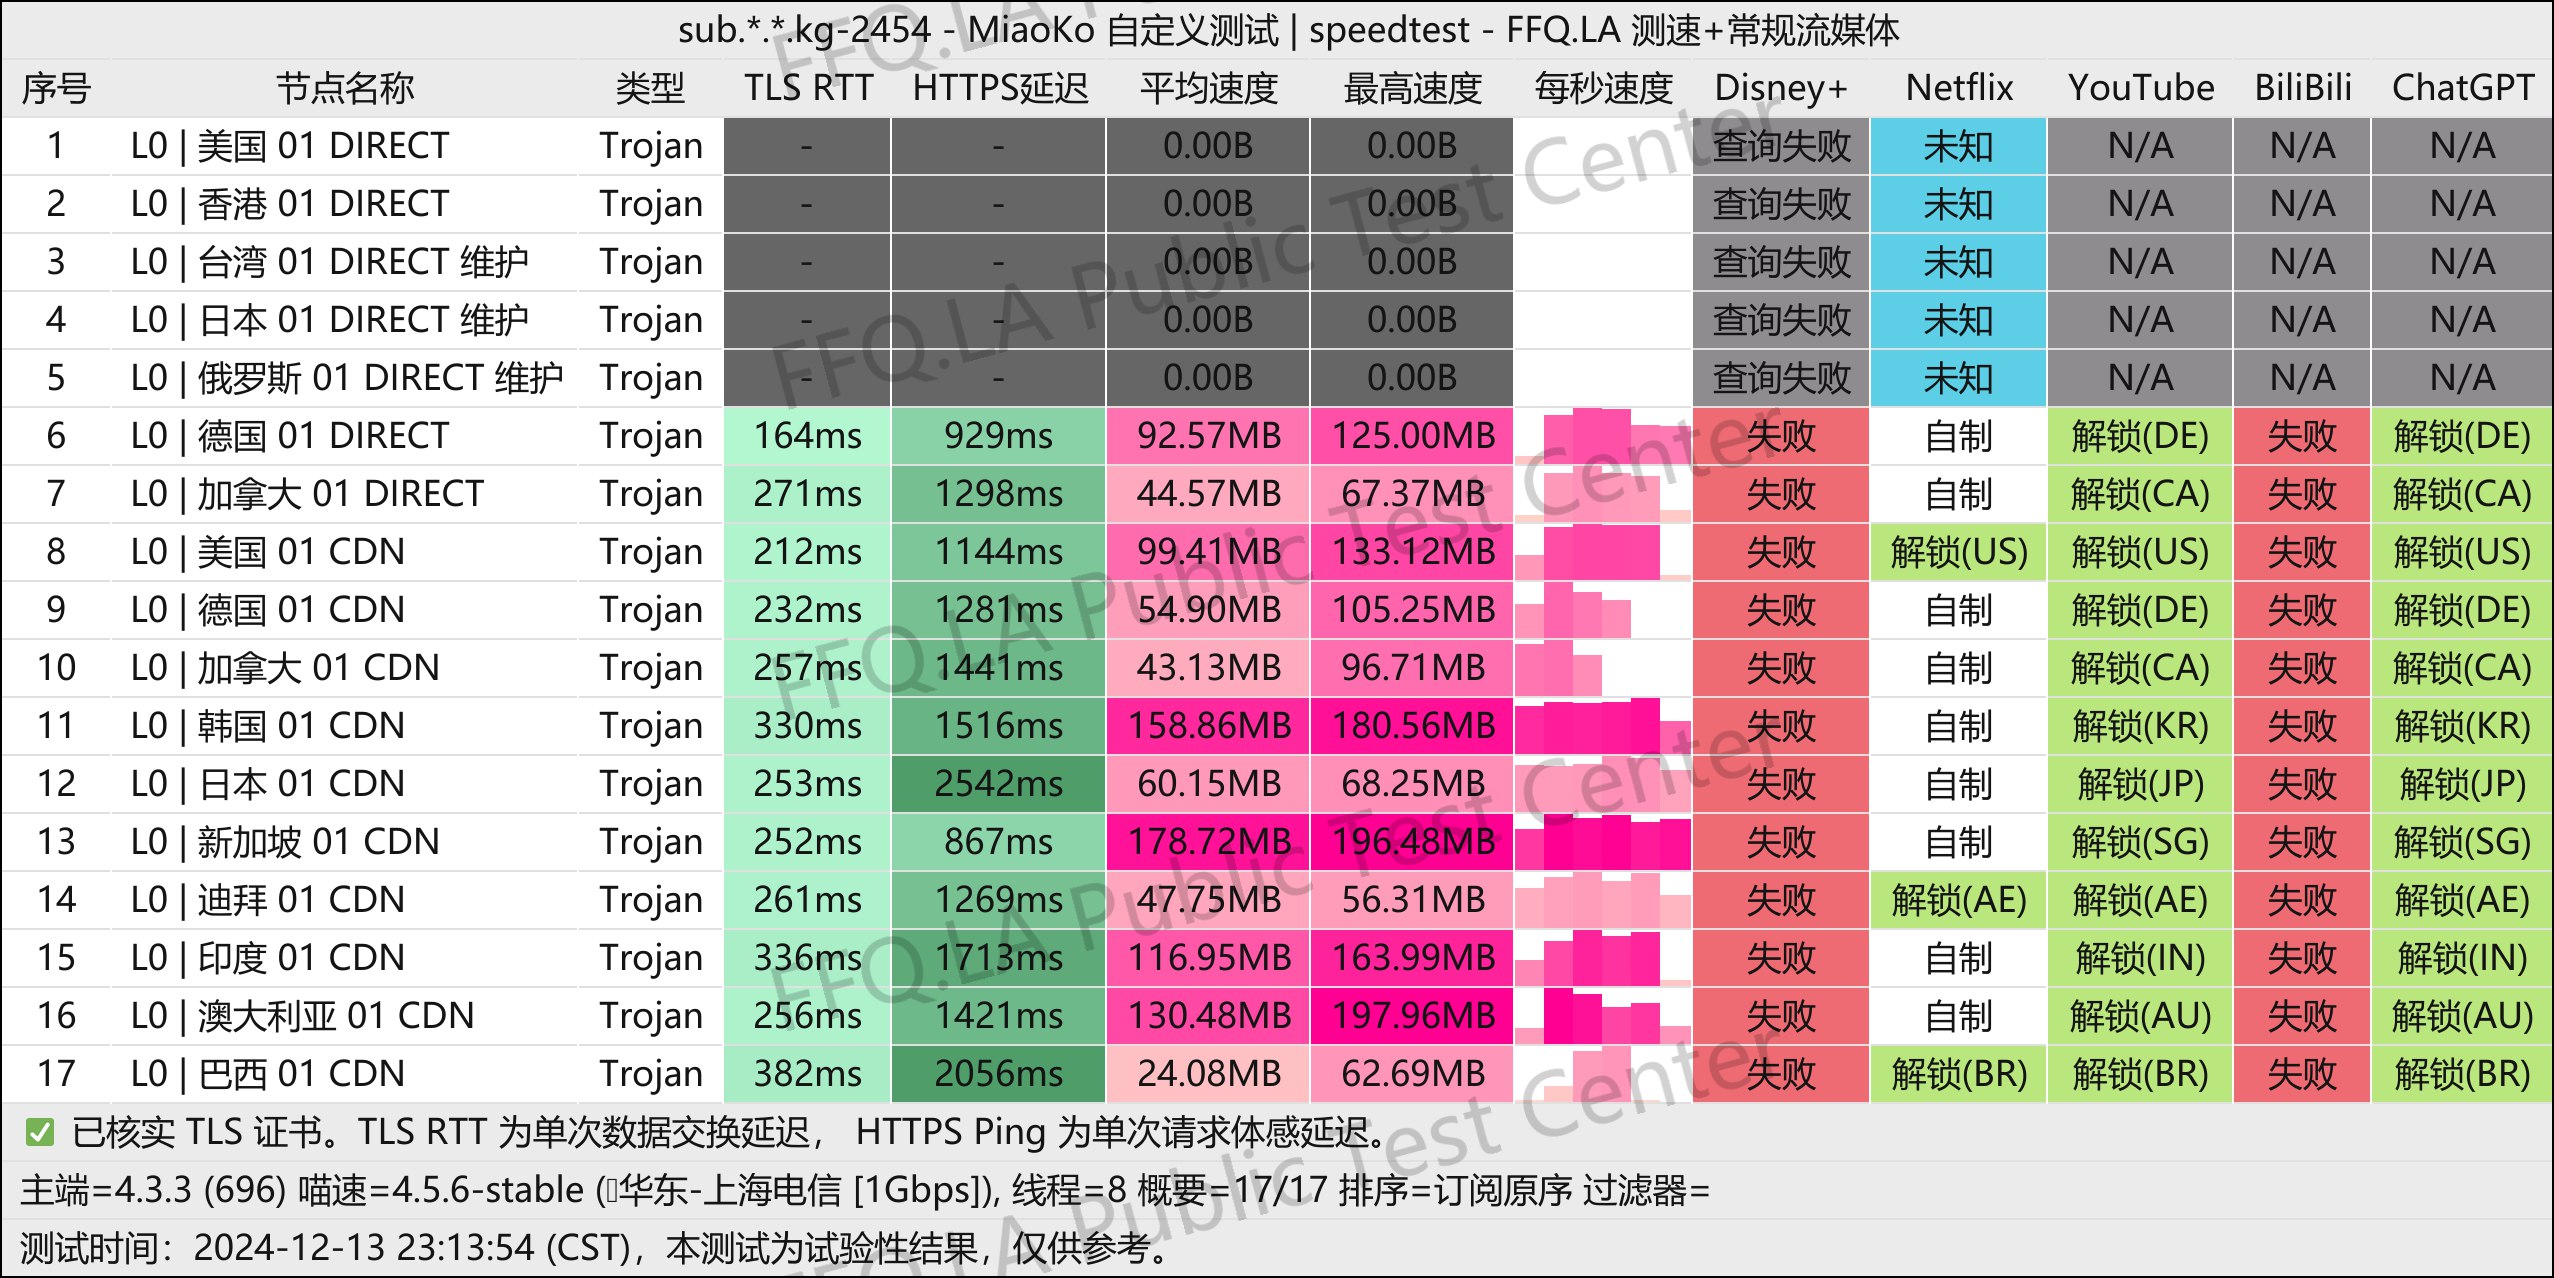 sub.*.*.kg-2454 - MiaoKo 自定义测试 | speedtest - FFQ.LA 测速+常规流媒体
序号 节点名称 类型 TLS RTT HTTPS延迟 平均速度 最高速度 每秒速度 Disney+ Netflix YouTube BiliBili ChatGPT
1 L0 | 美国 01 DIRECT Trojan - - 0.00B 0.00B 查询失败 未知 N/A N/A N/A
2 L0 | 香港 01 DIRECT Trojan - - 0.00B 0.00B 查询失败 未知 N/A N/A N/A
3 L0 | 台湾 01 DIRECT 维护 Trojan - - 0.00B 0.00B 查询失败 未知 N/A N/A N/A
4 L0 | 日本 01 DIRECT 维护 Trojan - - 0.00B 0.00B 查询失败 未知 N/A N/A N/A
5 L0 | 俄罗斯 01 DIRECT 维护 Trojan - - 0.00B 0.00B 查询失败 未知 N/A N/A N/A
6 L0 | 德国 01 DIRECT Trojan 164ms 929ms 92.57MB 125.00MB 失败 自制 解锁(DE) 失败 解锁(DE)
7 L0 | 加拿大 01 DIRECT Trojan 271ms 1298ms 44.57MB 67.37MB 失败 自制 解锁(CA) 失败 解锁(CA)
8 L0 | 美国 01 CDN Trojan 212ms 1144ms 99.41MB 133.12MB 失败 解锁(US) 解锁(US) 失败 解锁(US)
9 L0 | 德国 01 CDN Trojan 232ms 1281ms 54.90MB 105.25MB 失败 自制 解锁(DE) 失败 解锁(DE)
10 L0 | 加拿大 01 CDN Trojan 257ms 1441ms 43.13MB 96.71MB 失败 自制 解锁(CA) 失败 解锁(CA)
11 L0 | 韩国 01 CDN Trojan 330ms 1516ms 158.86MB 180.56MB 失败 自制 解锁(KR) 失败 解锁(KR)
12 L0 | 日本 01 CDN Trojan 253ms 2542ms 60.15MB 68.25MB 失败 自制 解锁(JP) 失败 解锁(JP)
13 L0 | 新加坡 01 CDN Trojan 252ms 867ms 178.72MB 196.48MB 失败 自制 解锁(SG) 失败 解锁(SG)
14 L0 | 迪拜 01 CDN Trojan 261ms 1269ms 47.75MB 56.31MB 失败 解锁(AE) 解锁(AE) 失败 解锁(AE)
15 L0 | 印度 01 CDN Trojan 336ms 1713ms 116.95MB 163.99MB 失败 自制 解锁(IN) 失败 解锁(IN)
16 L0 | 澳大利亚 01 CDN Trojan 256ms 1421ms 130.48MB 197.96MB 失败 自制 解锁(AU) 失败 解锁(AU)
17 L0 | 巴西 01 CDN Trojan 382ms 2056ms 24.08MB 62.69MB 失败 解锁(BR) 解锁(BR) 失败 解锁(BR)
✅ 已核实 TLS 证书。TLS RTT 为单次数据交换延迟， HTTPS Ping 为单次请求体感延迟。
主端=4.3.3 (696) 喵速=4.5.6-stable (华东-上海电信 [1Gbps]), 线程=8 概要=17/17 排序=订阅原序 过滤器=
测试时间：2024-12-13 23:13:54 (CST)，本测试为试验性结果，仅供参考。
FFQ.LA Public Test Center
FFQ.LA Public Test Center
FFQ.LA Public Test Center
FFQ.LA Public Test Center